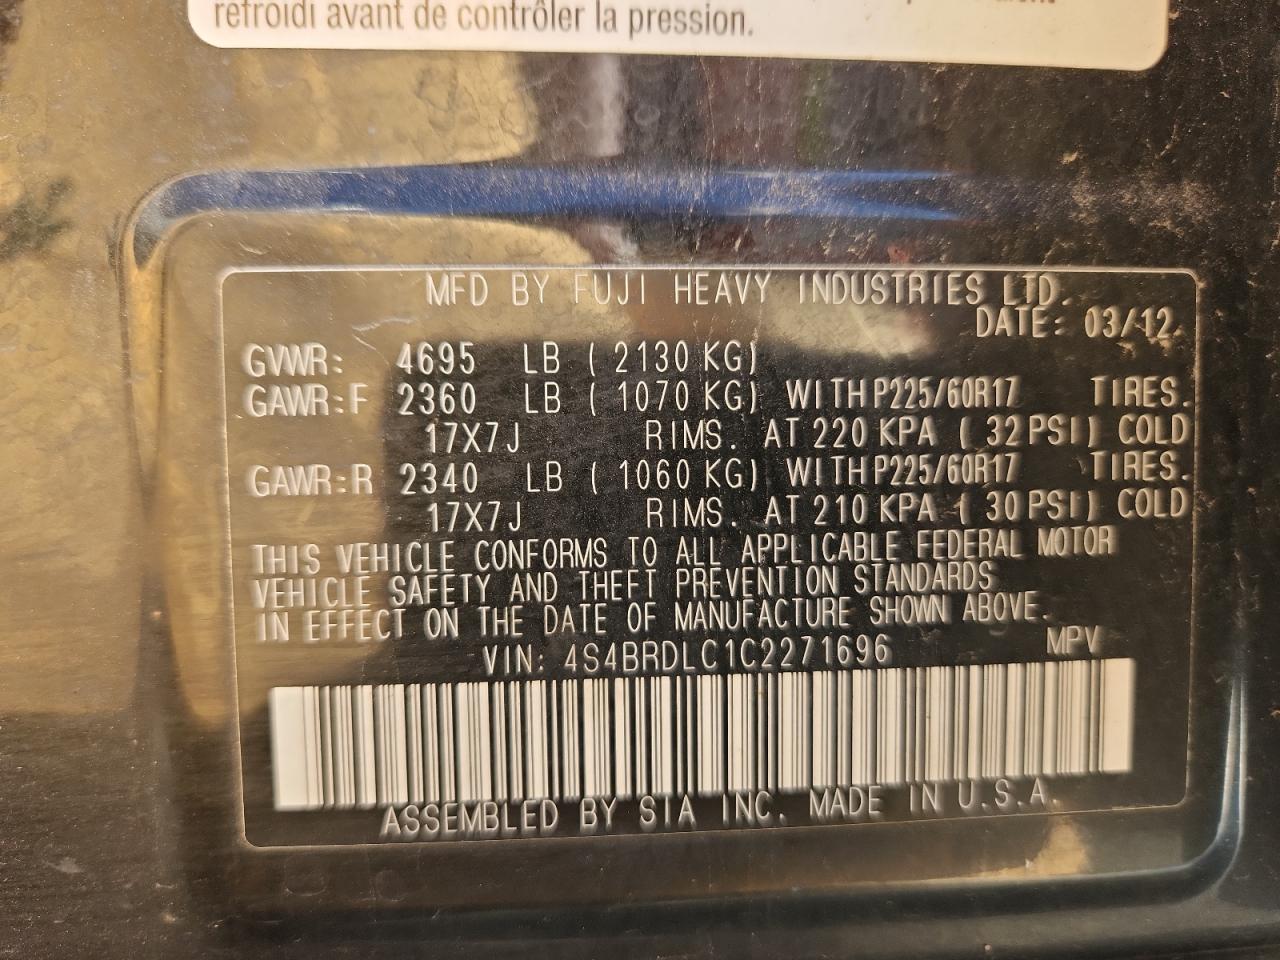 refroidi avant de contrôler la pression.
MFD BY FUJI HEAVY INDUSTRIES LTD.
DATE: 03/12
GVWR: 4695 LB ( 2130 KG)
GAWR:F 2360 LB ( 1070 KG) WITH P225/60R17 TIRES.
17X7J RIMS. AT 220 KPA ( 32 PSI) COLD
GAWR:R 2340 LB ( 1060 KG) WITH P225/60R17 TIRES.
17X7J RIMS. AT 210 KPA ( 30 PSI) COLD
THIS VEHICLE CONFORMS TO ALL APPLICABLE FEDERAL MOTOR
VEHICLE SAFETY AND THEFT PREVENTION STANDARDS
IN EFFECT ON THE DATE OF MANUFACTURE SHOWN ABOVE.
VIN: 4S4BRDLC1C2271696 MPV
ASSEMBLED BY SIA INC. MADE IN U.S.A.